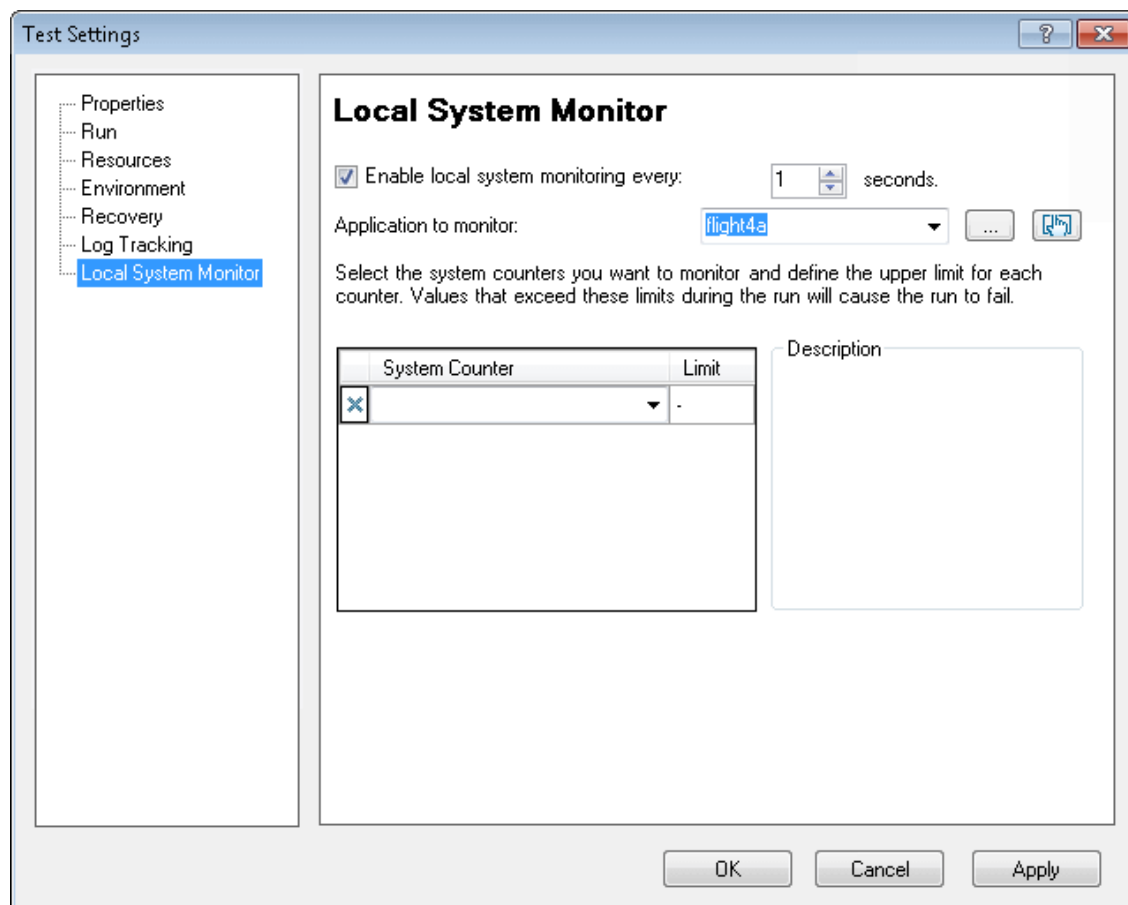 Test Settings
?
Properties
Run
Resources
Environment
Recovery
Log Tracking
Local System Monitor
Local System Monitor
Enable local system monitoring every: 1 seconds.
Application to monitor: flight4a ...
Select the system counters you want to monitor and define the upper limit for each
counter. Values that exceed these limits during the run will cause the run to fail.
System Counter Limit
-
Description
OK Cancel Apply